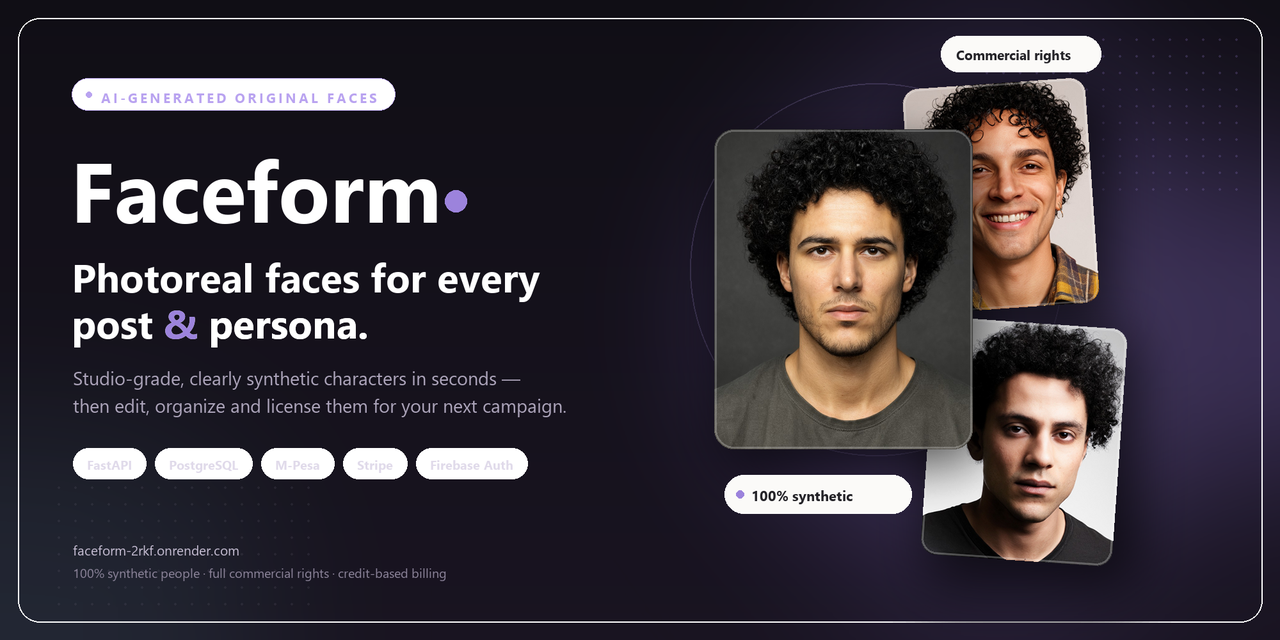 AI-GENERATED ORIGINAL FACES
Faceform
Photoreal faces for every
post & persona.
Studio-grade, clearly synthetic characters in seconds —
then edit, organize and license them for your next campaign.
FastAPI PostgreSQL M-Pesa Stripe Firebase Auth
faceform-2rkf.onrender.com
100% synthetic people · full commercial rights · credit-based billing
Commercial rights
100% synthetic